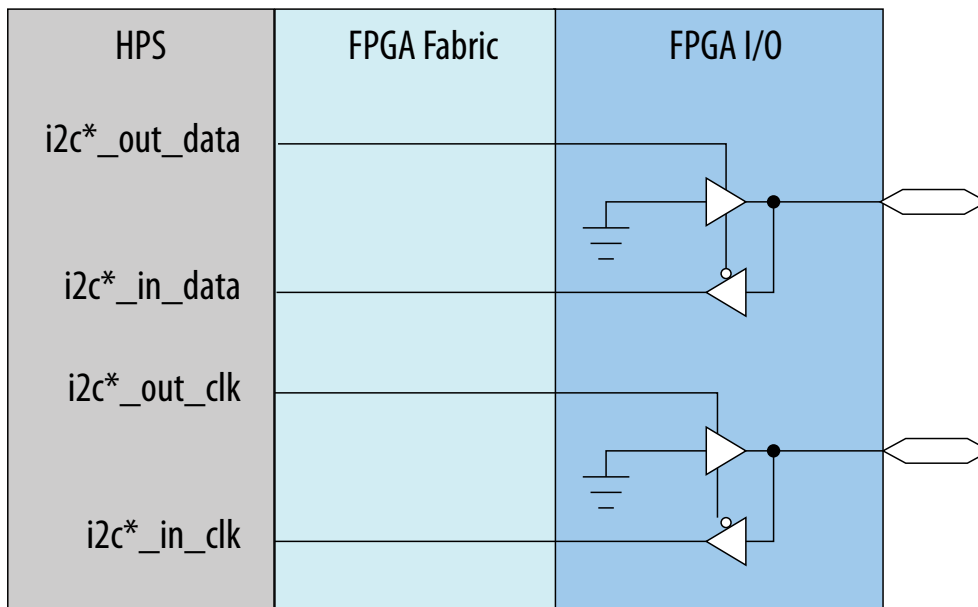 HPS FPGA Fabric FPGA I/O
i2c*_out_data
i2c*_in_data
i2c*_out_clk
i2c*_in_clk